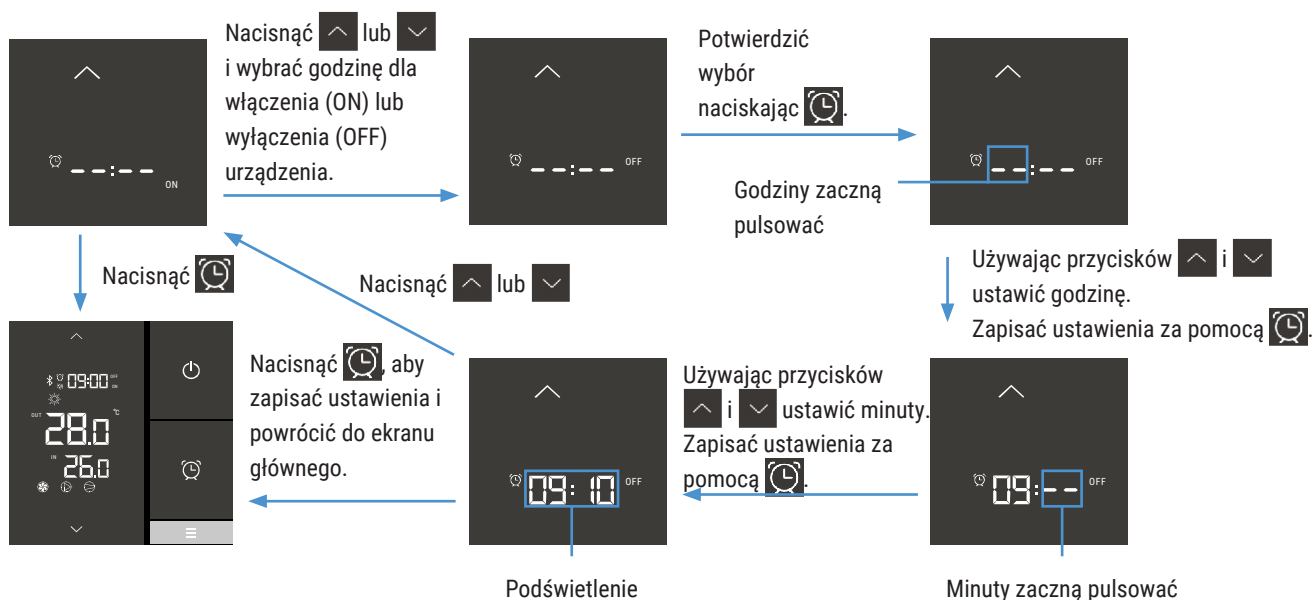 Nacisnąć lub
i wybrać godzinę dla
włączenia (ON) lub
wyłączenia (OFF)
urządzenia.
--:--
ON
--:--
OFF
Potwierdzić
wybór
naciskając .
--:--
OFF
Godziny zaczną
pulsować
Używając przycisków i
ustawić godzinę.
Zapisać ustawienia za pomocą .
Nacisnąć
Nacisnąć lub
09:00 OFF
ON
OUT 28.0 °C
IN 26.0
Nacisnąć , aby
zapisać ustawienia i
powrócić do ekranu
głównego.
09:10 OFF
Podświetlenie
Używając przycisków
i ustawić minuty.
Zapisać ustawienia za
pomocą .
09:-- OFF
Minuty zaczną pulsować